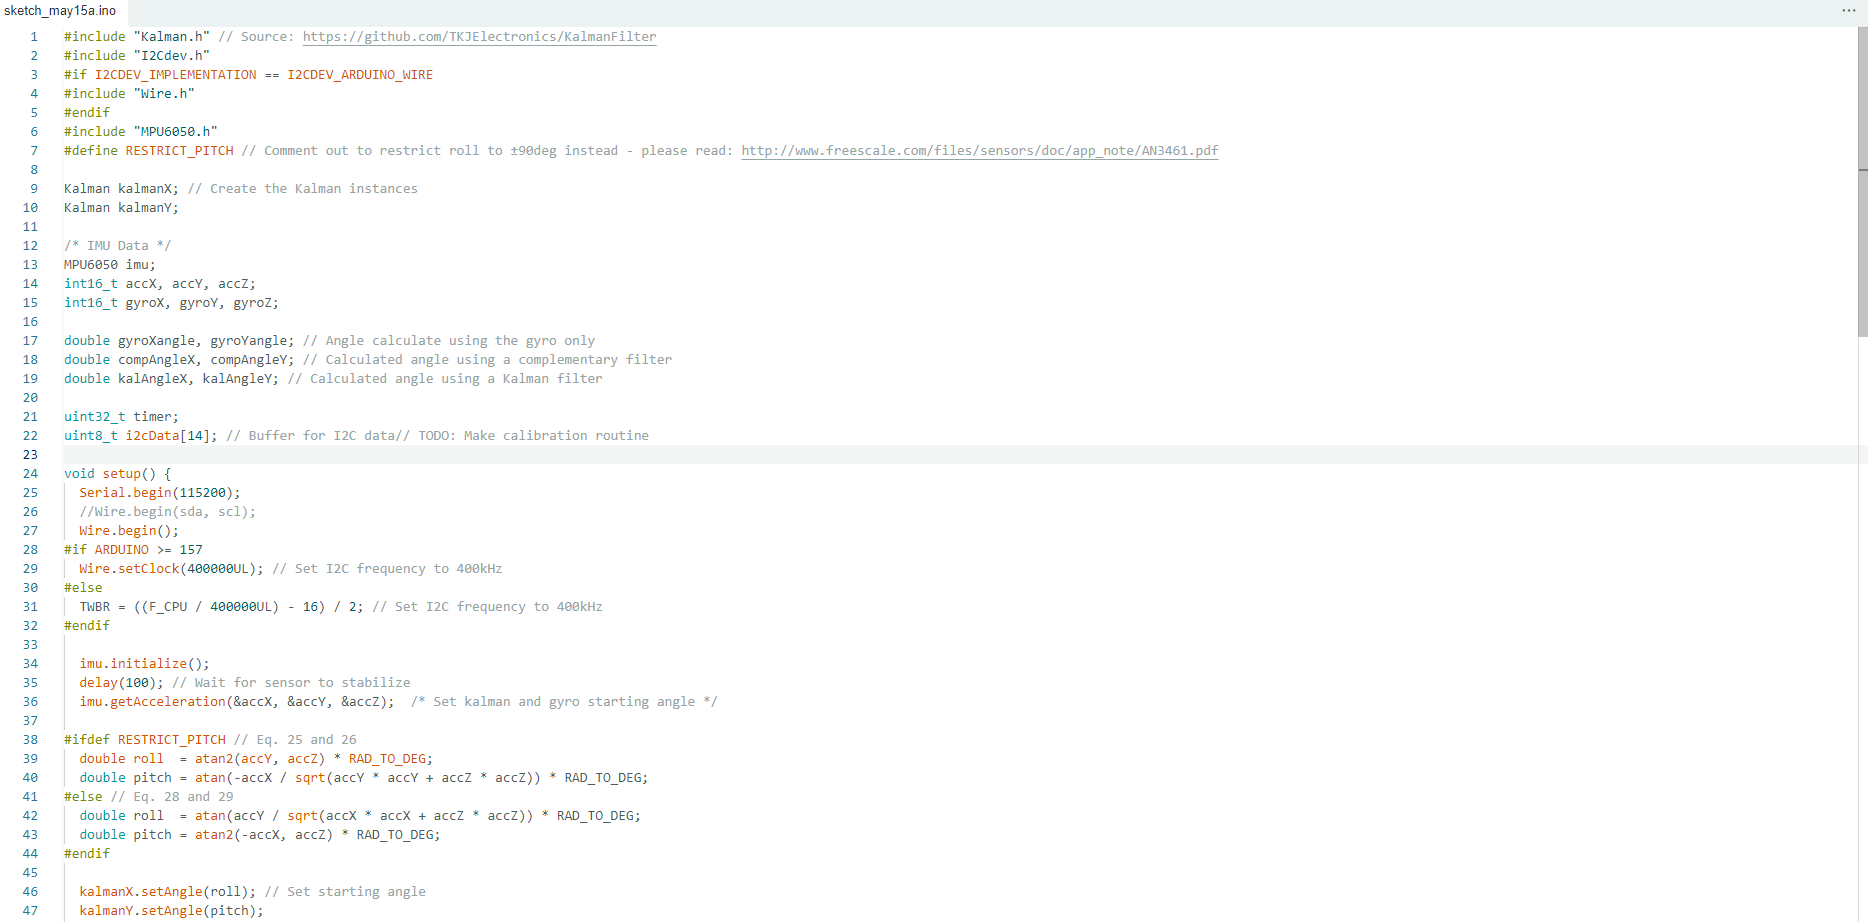 sketch_may15a.ino
...
1 #include "Kalman.h" // Source: https://github.com/TKJElectronics/KalmanFilter
2 #include "I2Cdev.h"
3 #if I2CDEV_IMPLEMENTATION == I2CDEV_ARDUINO_WIRE
4 #include "Wire.h"
5 #endif
6 #include "MPU6050.h"
7 #define RESTRICT_PITCH // Comment out to restrict roll to ±90deg instead - please read: http://www.freescale.com/files/sensors/doc/app_note/AN3461.pdf
8
9 Kalman kalmanX; // Create the Kalman instances
10 Kalman kalmanY;
11
12 /* IMU Data */
13 MPU6050 imu;
14 int16_t accX, accY, accZ;
15 int16_t gyroX, gyroY, gyroZ;
16
17 double gyroXangle, gyroYangle; // Angle calculate using the gyro only
18 double compAngleX, compAngleY; // Calculated angle using a complementary filter
19 double kalAngleX, kalAngleY; // Calculated angle using a Kalman filter
20
21 uint32_t timer;
22 uint8_t i2cData[14]; // Buffer for I2C data// TODO: Make calibration routine
23
24 void setup() {
25   Serial.begin(115200);
26   //Wire.begin(sda, scl);
27   Wire.begin();
28 #if ARDUINO >= 157
29   Wire.setClock(400000UL); // Set I2C frequency to 400kHz
30 #else
31   TWBR = ((F_CPU / 400000UL) - 16) / 2; // Set I2C frequency to 400kHz
32 #endif
33
34   imu.initialize();
35   delay(100); // Wait for sensor to stabilize
36   imu.getAcceleration(&accX, &accY, &accZ);  /* Set kalman and gyro starting angle */
37
38 #ifdef RESTRICT_PITCH // Eq. 25 and 26
39   double roll  = atan2(accY, accZ) * RAD_TO_DEG;
40   double pitch = atan(-accX / sqrt(accY * accY + accZ * accZ)) * RAD_TO_DEG;
41 #else // Eq. 28 and 29
42   double roll  = atan(accY / sqrt(accX * accX + accZ * accZ)) * RAD_TO_DEG;
43   double pitch = atan2(-accX, accZ) * RAD_TO_DEG;
44 #endif
45
46   kalmanX.setAngle(roll); // Set starting angle
47   kalmanY.setAngle(pitch);